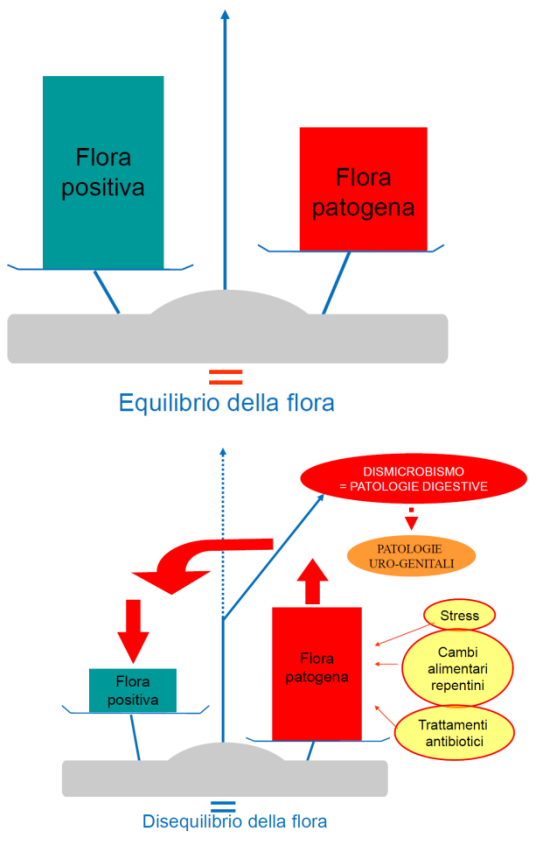 Flora
positiva
Flora
patogena
=
Equilibrio della flora
DISMICROBISMO
= PATOLOGIE DIGESTIVE
PATOLOGIE
URO-GENITALI
Stress
Cambi
alimentari
repentini
Trattamenti
antibiotici
Flora
patogena
Flora
positiva
=
Disequilibrio della flora